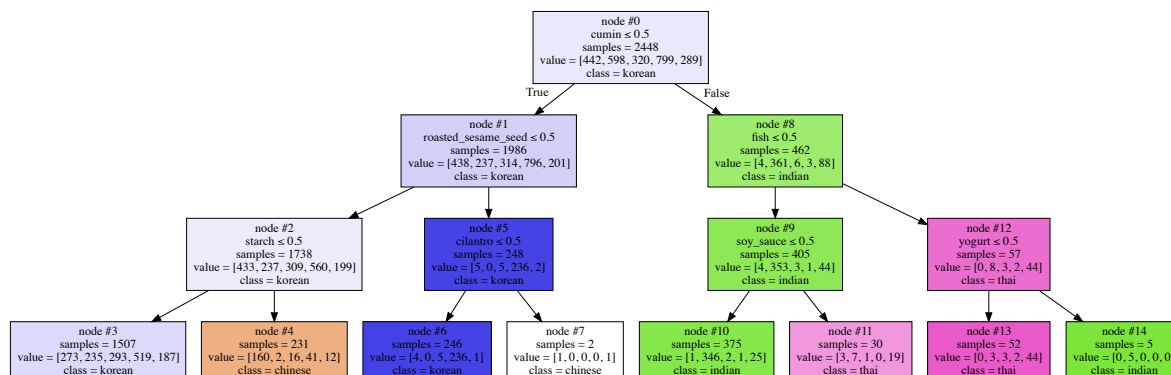 node #0
cumin ≤ 0.5
samples = 2448
value = [442, 598, 320, 799, 289]
class = korean
True
False
node #1
roasted_sesame_seed ≤ 0.5
samples = 1986
value = [438, 237, 314, 796, 201]
class = korean
node #8
fish ≤ 0.5
samples = 462
value = [4, 361, 6, 3, 88]
class = indian
node #2
starch ≤ 0.5
samples = 1738
value = [433, 237, 309, 560, 199]
class = korean
node #5
cilantro ≤ 0.5
samples = 248
value = [5, 0, 5, 236, 2]
class = korean
node #9
soy_sauce ≤ 0.5
samples = 405
value = [4, 353, 3, 1, 44]
class = indian
node #12
yogurt ≤ 0.5
samples = 57
value = [0, 8, 3, 2, 44]
class = thai
node #3
samples = 1507
value = [273, 235, 293, 519, 187]
class = korean
node #4
samples = 231
value = [160, 2, 16, 41, 12]
class = chinese
node #6
samples = 246
value = [4, 0, 5, 236, 1]
class = korean
node #7
samples = 2
value = [1, 0, 0, 0, 1]
class = chinese
node #10
samples = 375
value = [1, 346, 2, 1, 25]
class = indian
node #11
samples = 30
value = [3, 7, 1, 0, 19]
class = thai
node #13
samples = 52
value = [0, 3, 3, 2, 44]
class = thai
node #14
samples = 5
value = [0, 5, 0, 0, 0]
class = indian